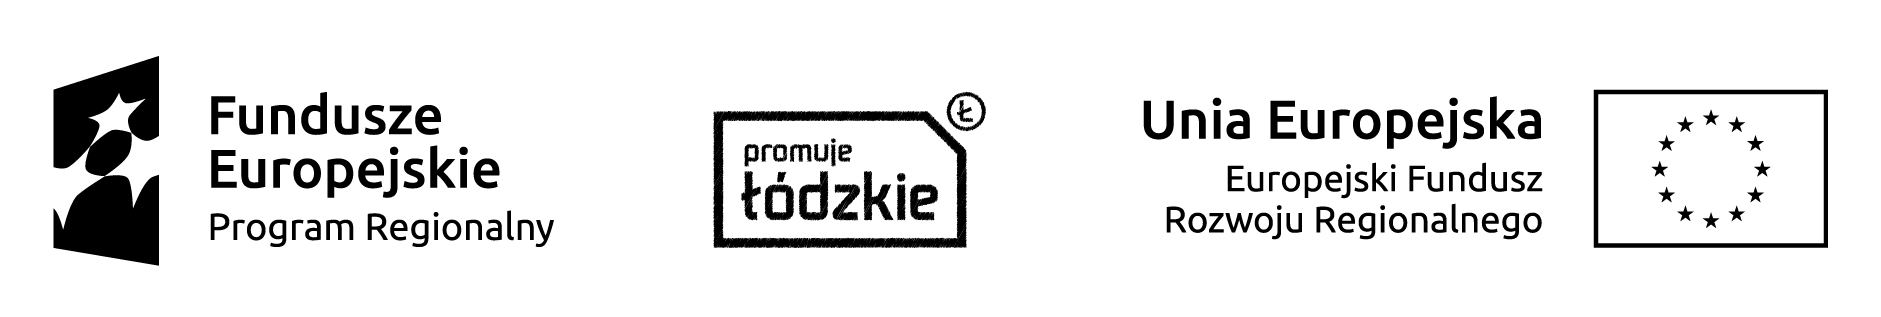 Fundusze
Europejskie
Program Regionalny
Ł
promuje
łódzkie
Unia Europejska
Europejski Fundusz
Rozwoju Regionalnego